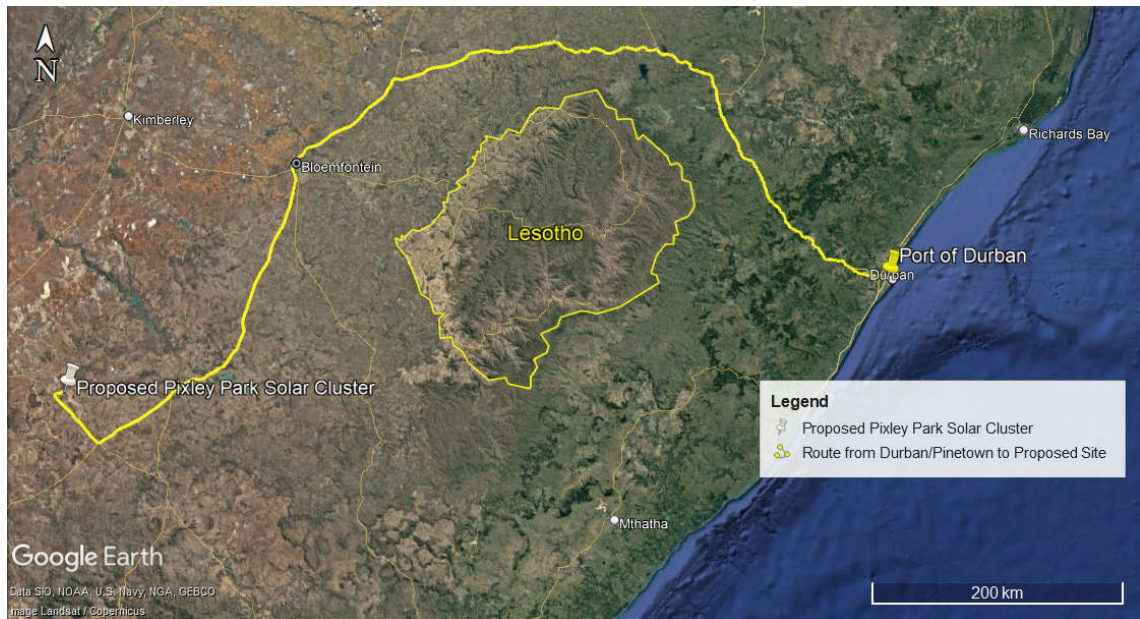 N
Kimberley
Bloemfontein
Richards Bay
Lesotho
Port of Durban
Durban
Proposed Pixley Park Solar Cluster
Legend
Proposed Pixley Park Solar Cluster
Route from Durban/Pinetown to Proposed Site
Mthatha
Google Earth
Data SIO, NOAA, U.S. Navy, NGA, GEBCO
Image Landsat / Copernicus
200 km